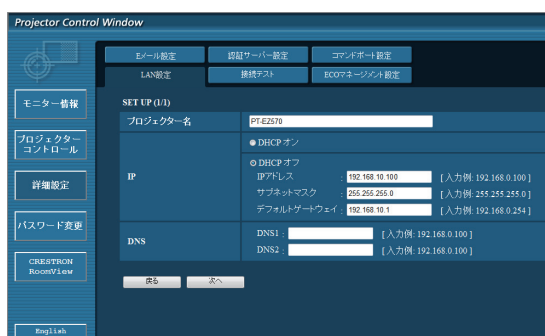 Projector Control Window
Eメール設定 認証サーバー設定 コマンドポート設定
LAN設定 接続テスト ECOマネージメント設定
モニター情報
プロジェクター
コントロール
詳細設定
パスワード変更
CRESTRON
RoomView
English
SET UP (1/1)
プロジェクター名 PT-EZ570
IP
DHCP オン
DHCP オフ
IPアドレス : 192.168.10.100 [入力例: 192.168.0.100]
サブネットマスク : 255.255.255.0 [入力例: 255.255.255.0]
デフォルトゲートウェイ : 192.168.10.1 [入力例: 192.168.0.254]
DNS
DNS1 : [入力例: 192.168.0.100]
DNS2 : [入力例: 192.168.0.100]
戻る 次へ